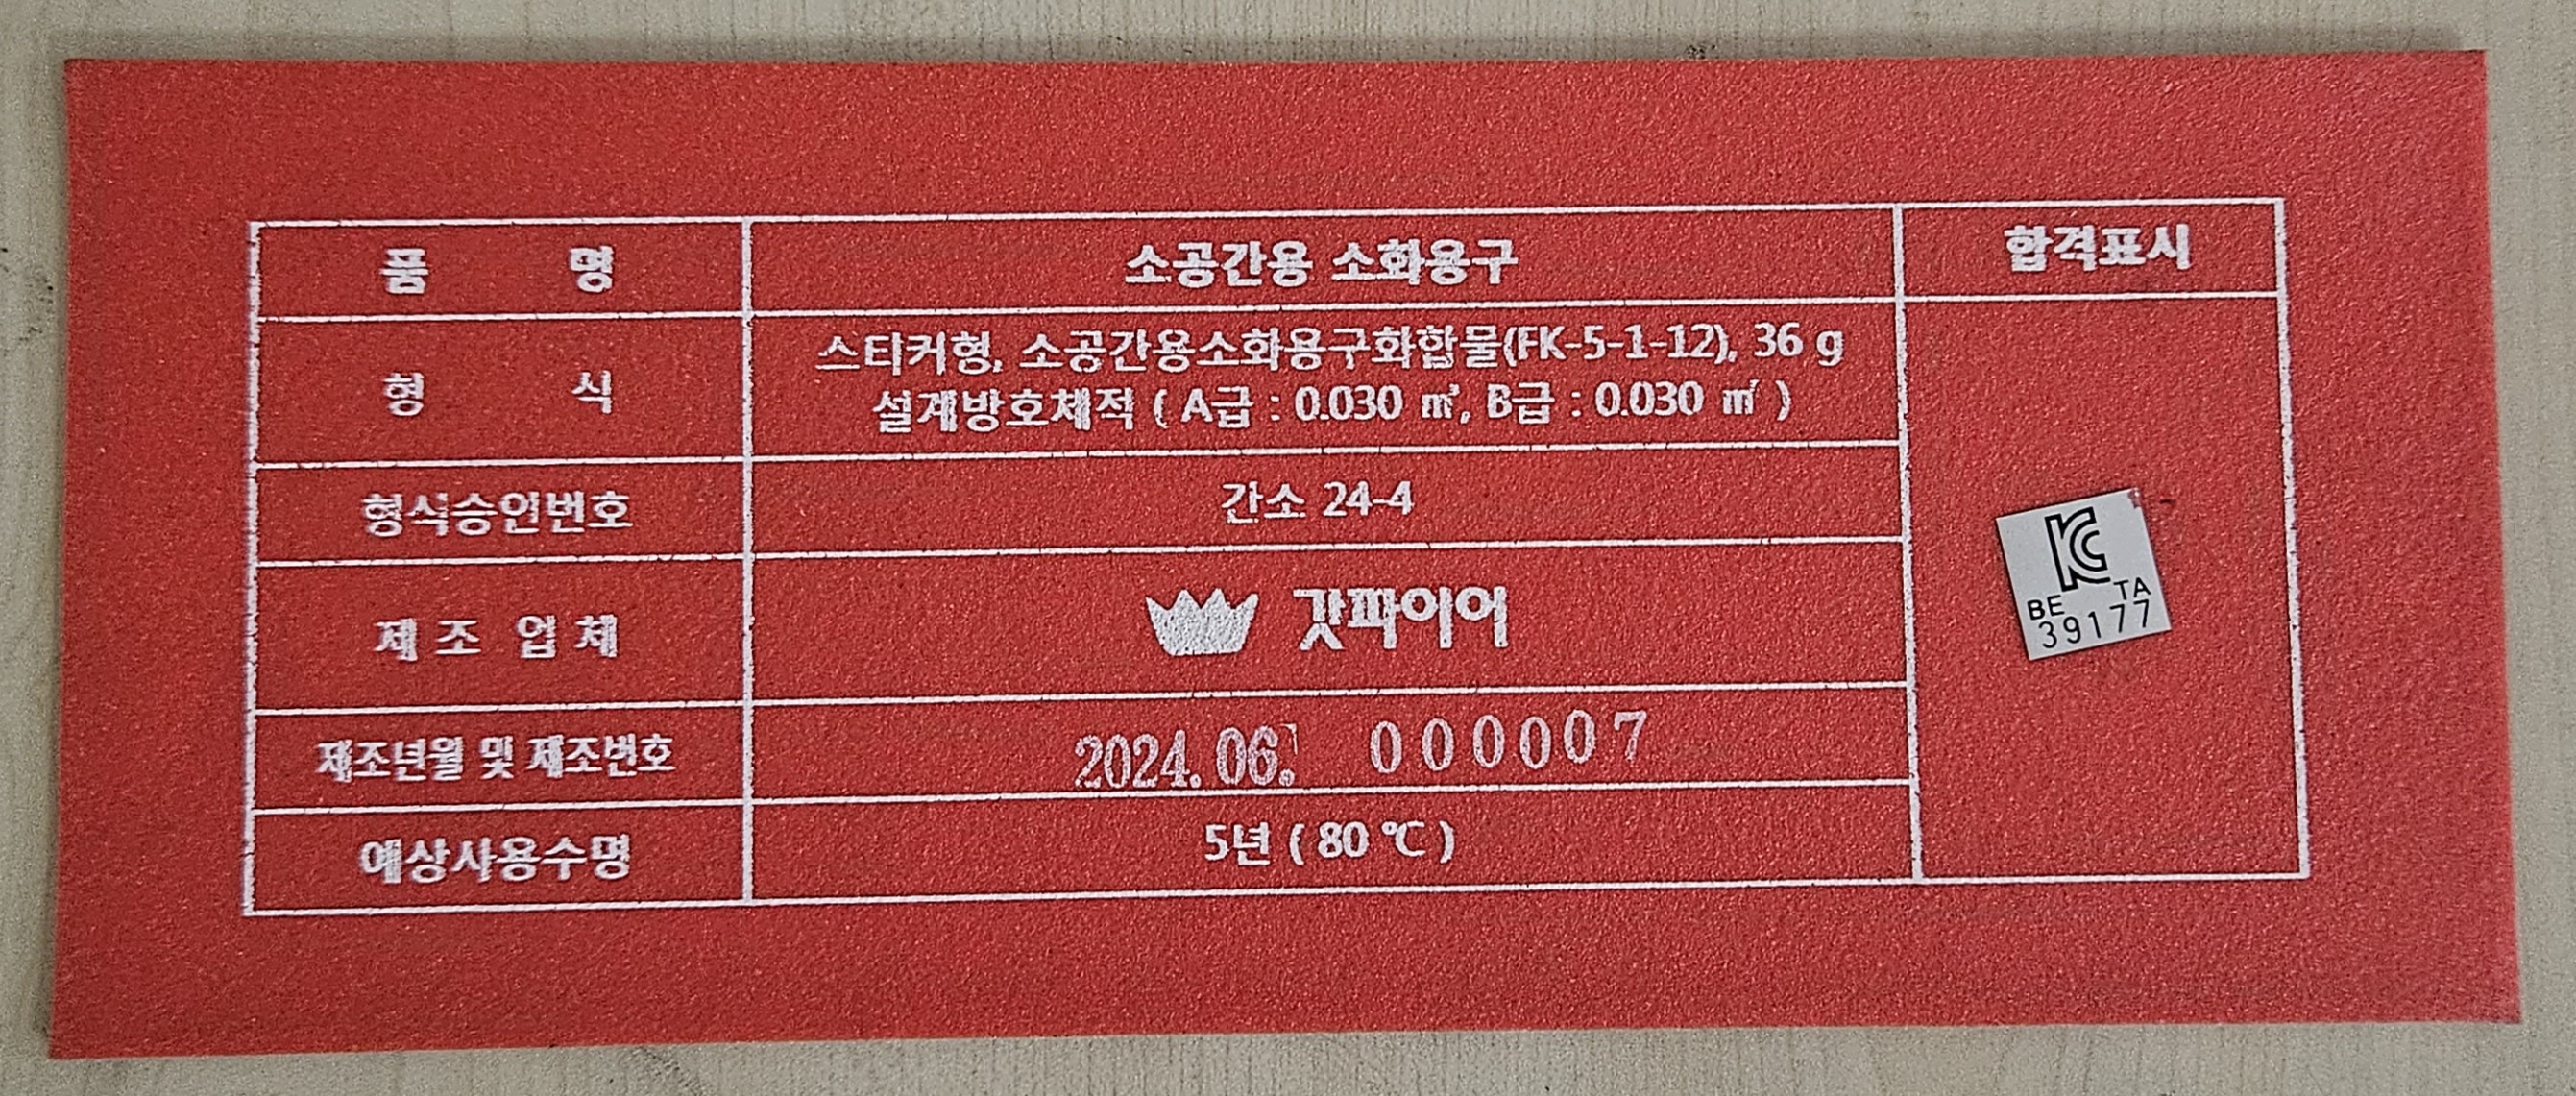 품 명
소공간용 소화용구
합격표시
형 식
스티커형, 소공간용소화용구화합물(FK-5-1-12), 36 g
설계방호체적 ( A급 : 0.030 ㎥, B급 : 0.030 ㎥ )
형식승인번호
간소 24-4
제 조 업 체
갓파이어
제조년월 및 제조번호
2024.06. 000007
예상사용수명
5년 ( 80 ℃ )
KC
BE TA
39177